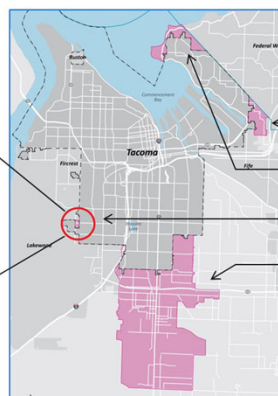 Federal W
Ruston
Commencement
Bay
Tacoma
Fife
Fircrest
Lakewood